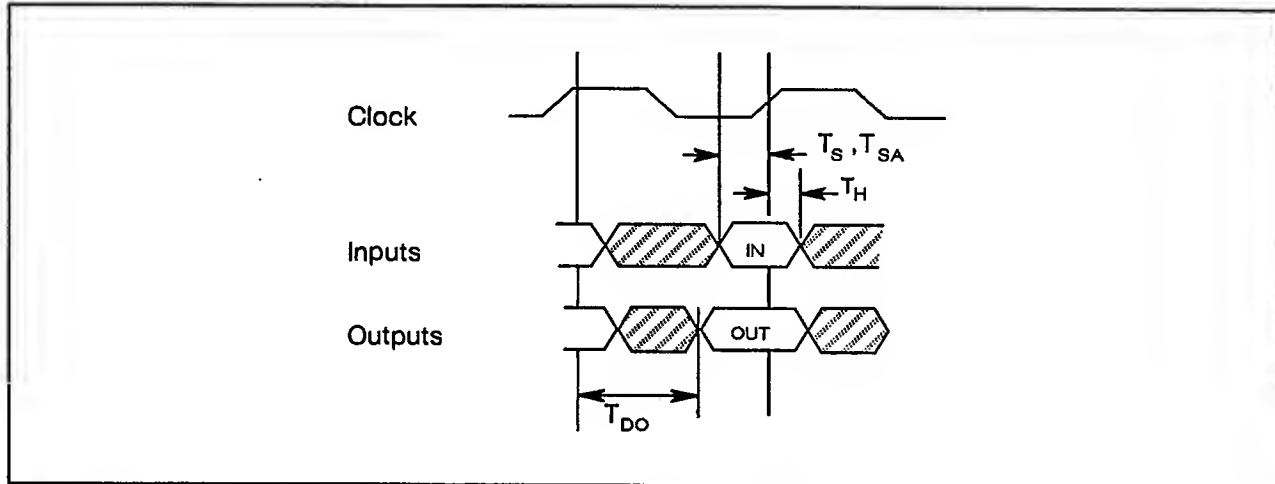 Clock
T_S , T_SA
T_H
Inputs
IN
Outputs
OUT
T_DO